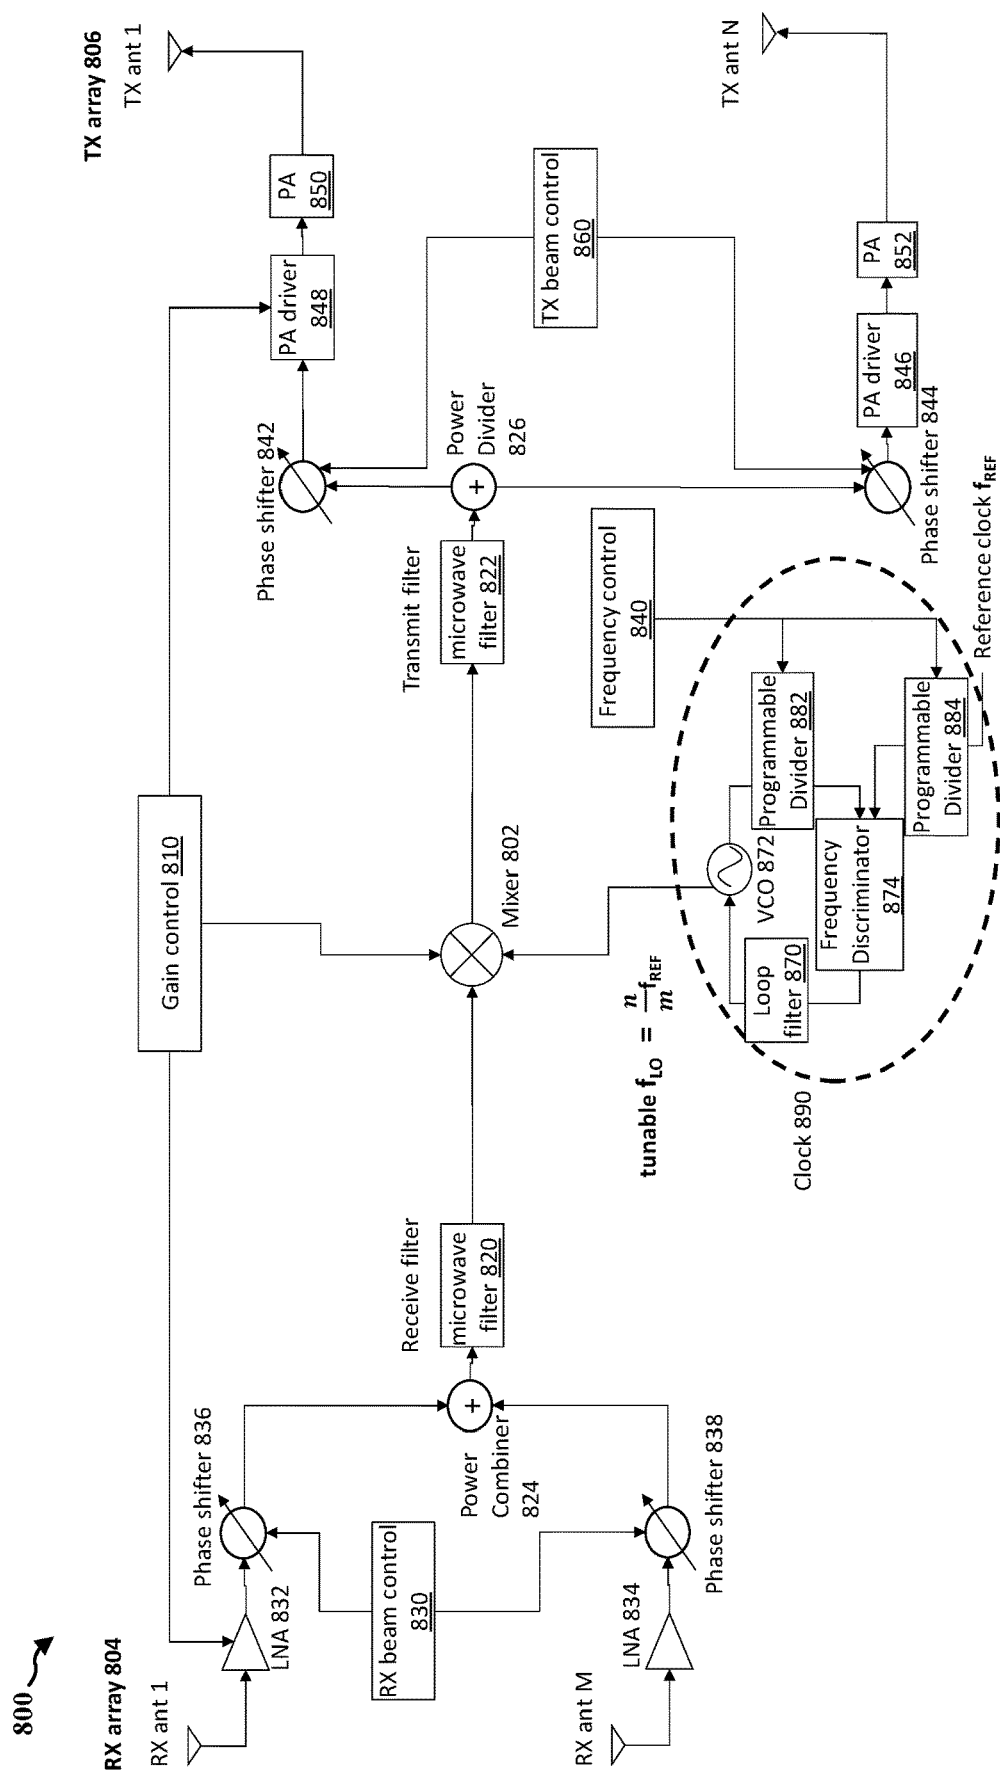 800
RX array 804
RX ant 1
LNA 832
Phase shifter 836
RX beam control
830
RX ant M
LNA 834
Phase shifter 838
Power
Combiner
824
+
Receive filter
microwave
filter 820
Gain control 810
Mixer 802
tunable f_LO = n/m f_REF
Clock 890
Loop
filter 870
VCO 872
Frequency
Discriminator
874
Programmable
Divider 882
Programmable
Divider 884
Reference clock f_REF
Frequency control
840
Transmit filter
microwave
filter 822
+
Power
Divider
826
Phase shifter 842
Phase shifter 844
TX beam control
860
PA driver
848
PA
850
PA driver
846
PA
852
TX array 806
TX ant 1
TX ant N